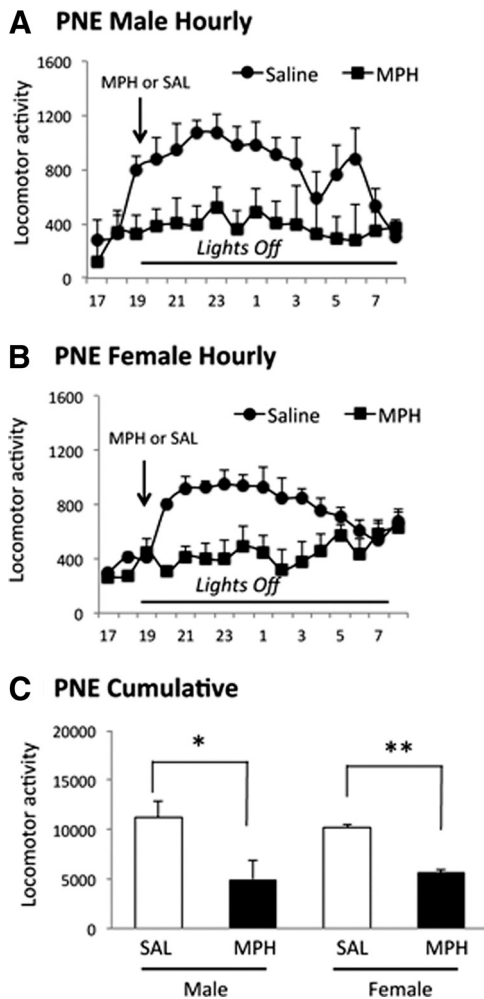 A PNE Male Hourly
Saline MPH
MPH or SAL
Locomotor activity
1600
1200
800
400
0
Lights Off
17 19 21 23 1 3 5 7
B PNE Female Hourly
Saline MPH
MPH or SAL
Locomotor activity
1600
1200
800
400
0
Lights Off
17 19 21 23 1 3 5 7
C PNE Cumulative
Locomotor activity
20000
15000
10000
5000
0
* **
SAL MPH SAL MPH
Male Female